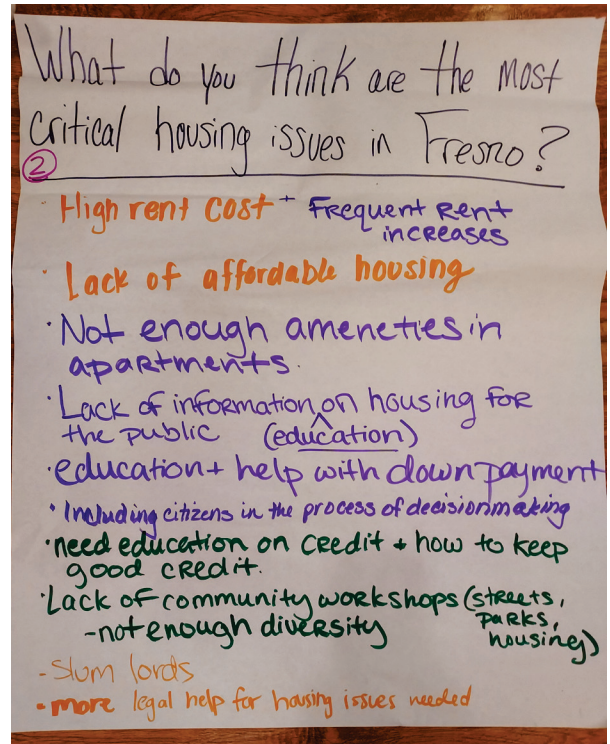 What do you think are the most
critical housing issues in Fresno?
2
· High rent cost + Frequent Rent
increases
· Lack of affordable housing
· Not enough ameneties in
apartments.
· Lack of information ^ on housing for
the public (education)
· education + help with down payment
· Including citizens in the process of decisionmaking
· need education on credit + how to keep
good credit.
· Lack of community workshops (streets,
parks,
- not enough diversity housing)
- Slum lords
- more legal help for housing issues needed